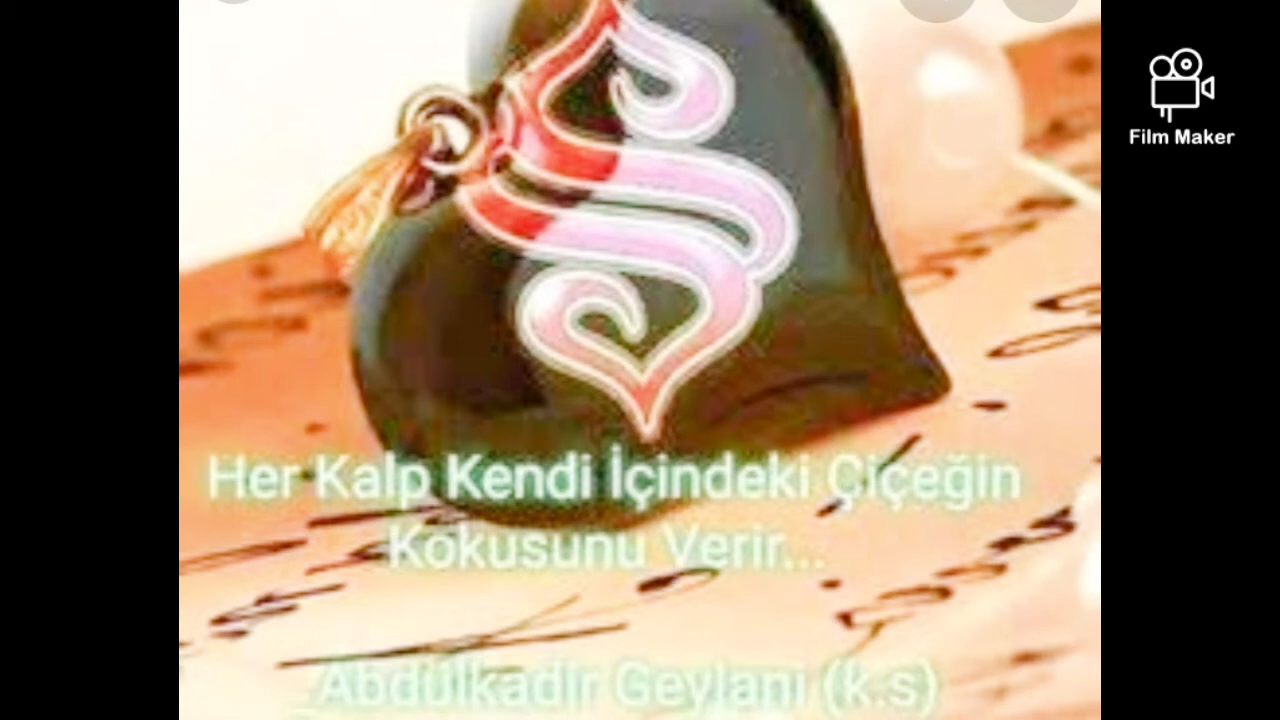 Film Maker
Her Kalp Kendi İçindeki Çiçeğin
Kokusunu Verir...
Abdülkadir Geylani (k.s)